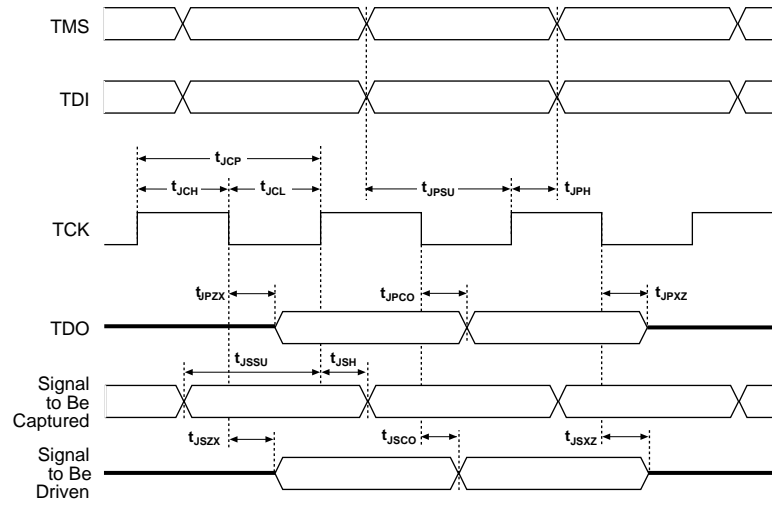 TMS
TDI
tJCP
tJCH tJCL tJPSU tJPH
TCK
tJPZX tJPCO tJPXZ
TDO
tJSSU tJSH
Signal
to Be
Captured
tJSZX tJSCO tJSXZ
Signal
to Be
Driven